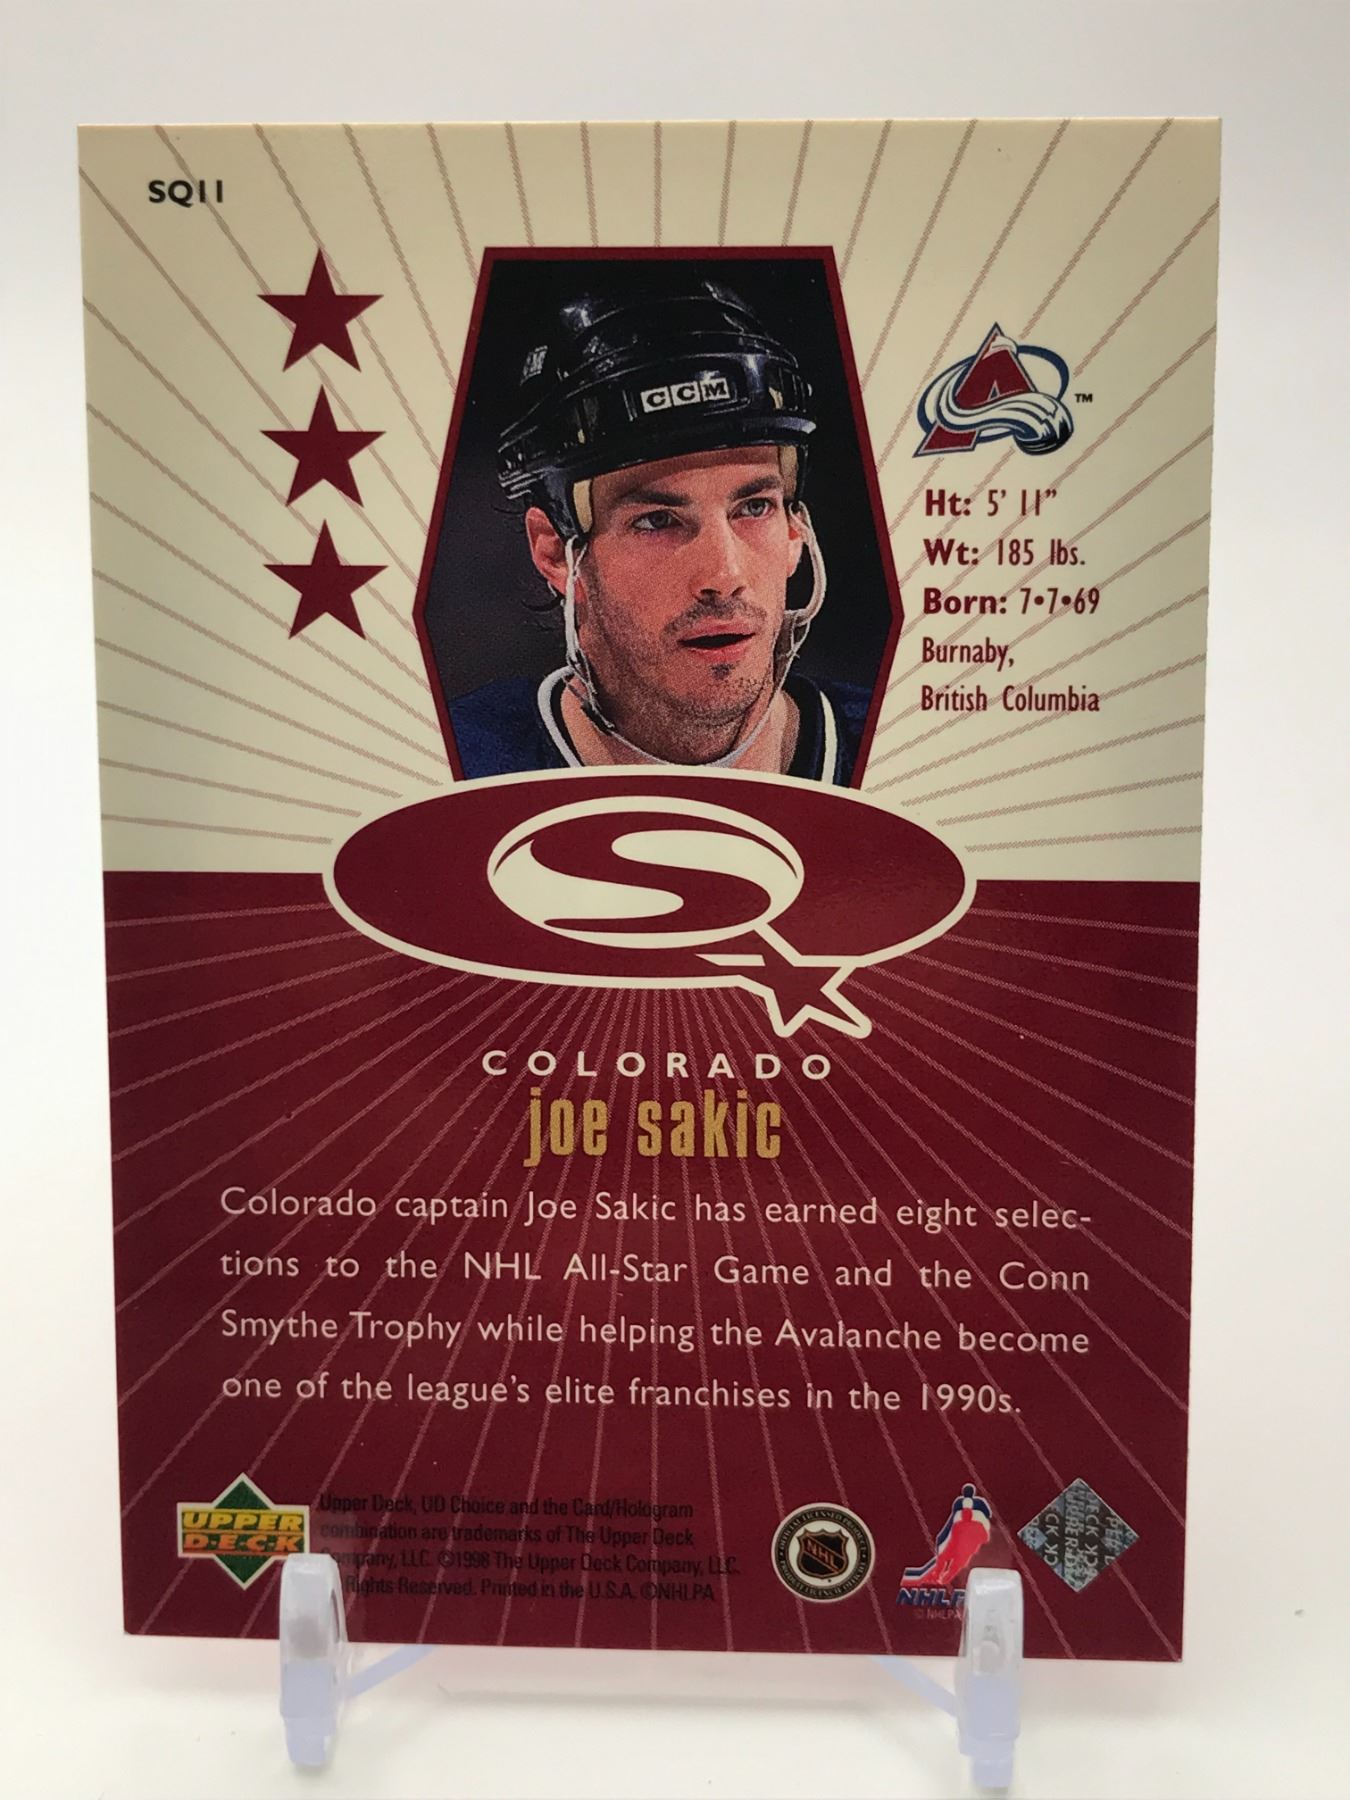 SQ11
CCM
TM
Ht: 5' 11"
Wt: 185 lbs.
Born: 7•7•69
Burnaby,
British Columbia
SQ
COLORADO
joe sakic
Colorado captain Joe Sakic has earned eight selec-
tions to the NHL All-Star Game and the Conn
Smythe Trophy while helping the Avalanche become
one of the league's elite franchises in the 1990s.
UPPER
DECK
Upper Deck, UD Choice and the Card/Hologram
combination are trademarks of The Upper Deck
Company, LLC. ©1998 The Upper Deck Company, LLC.
Rights Reserved. Printed in the U.S.A. ©NHLPA
NHL
© NHLPA